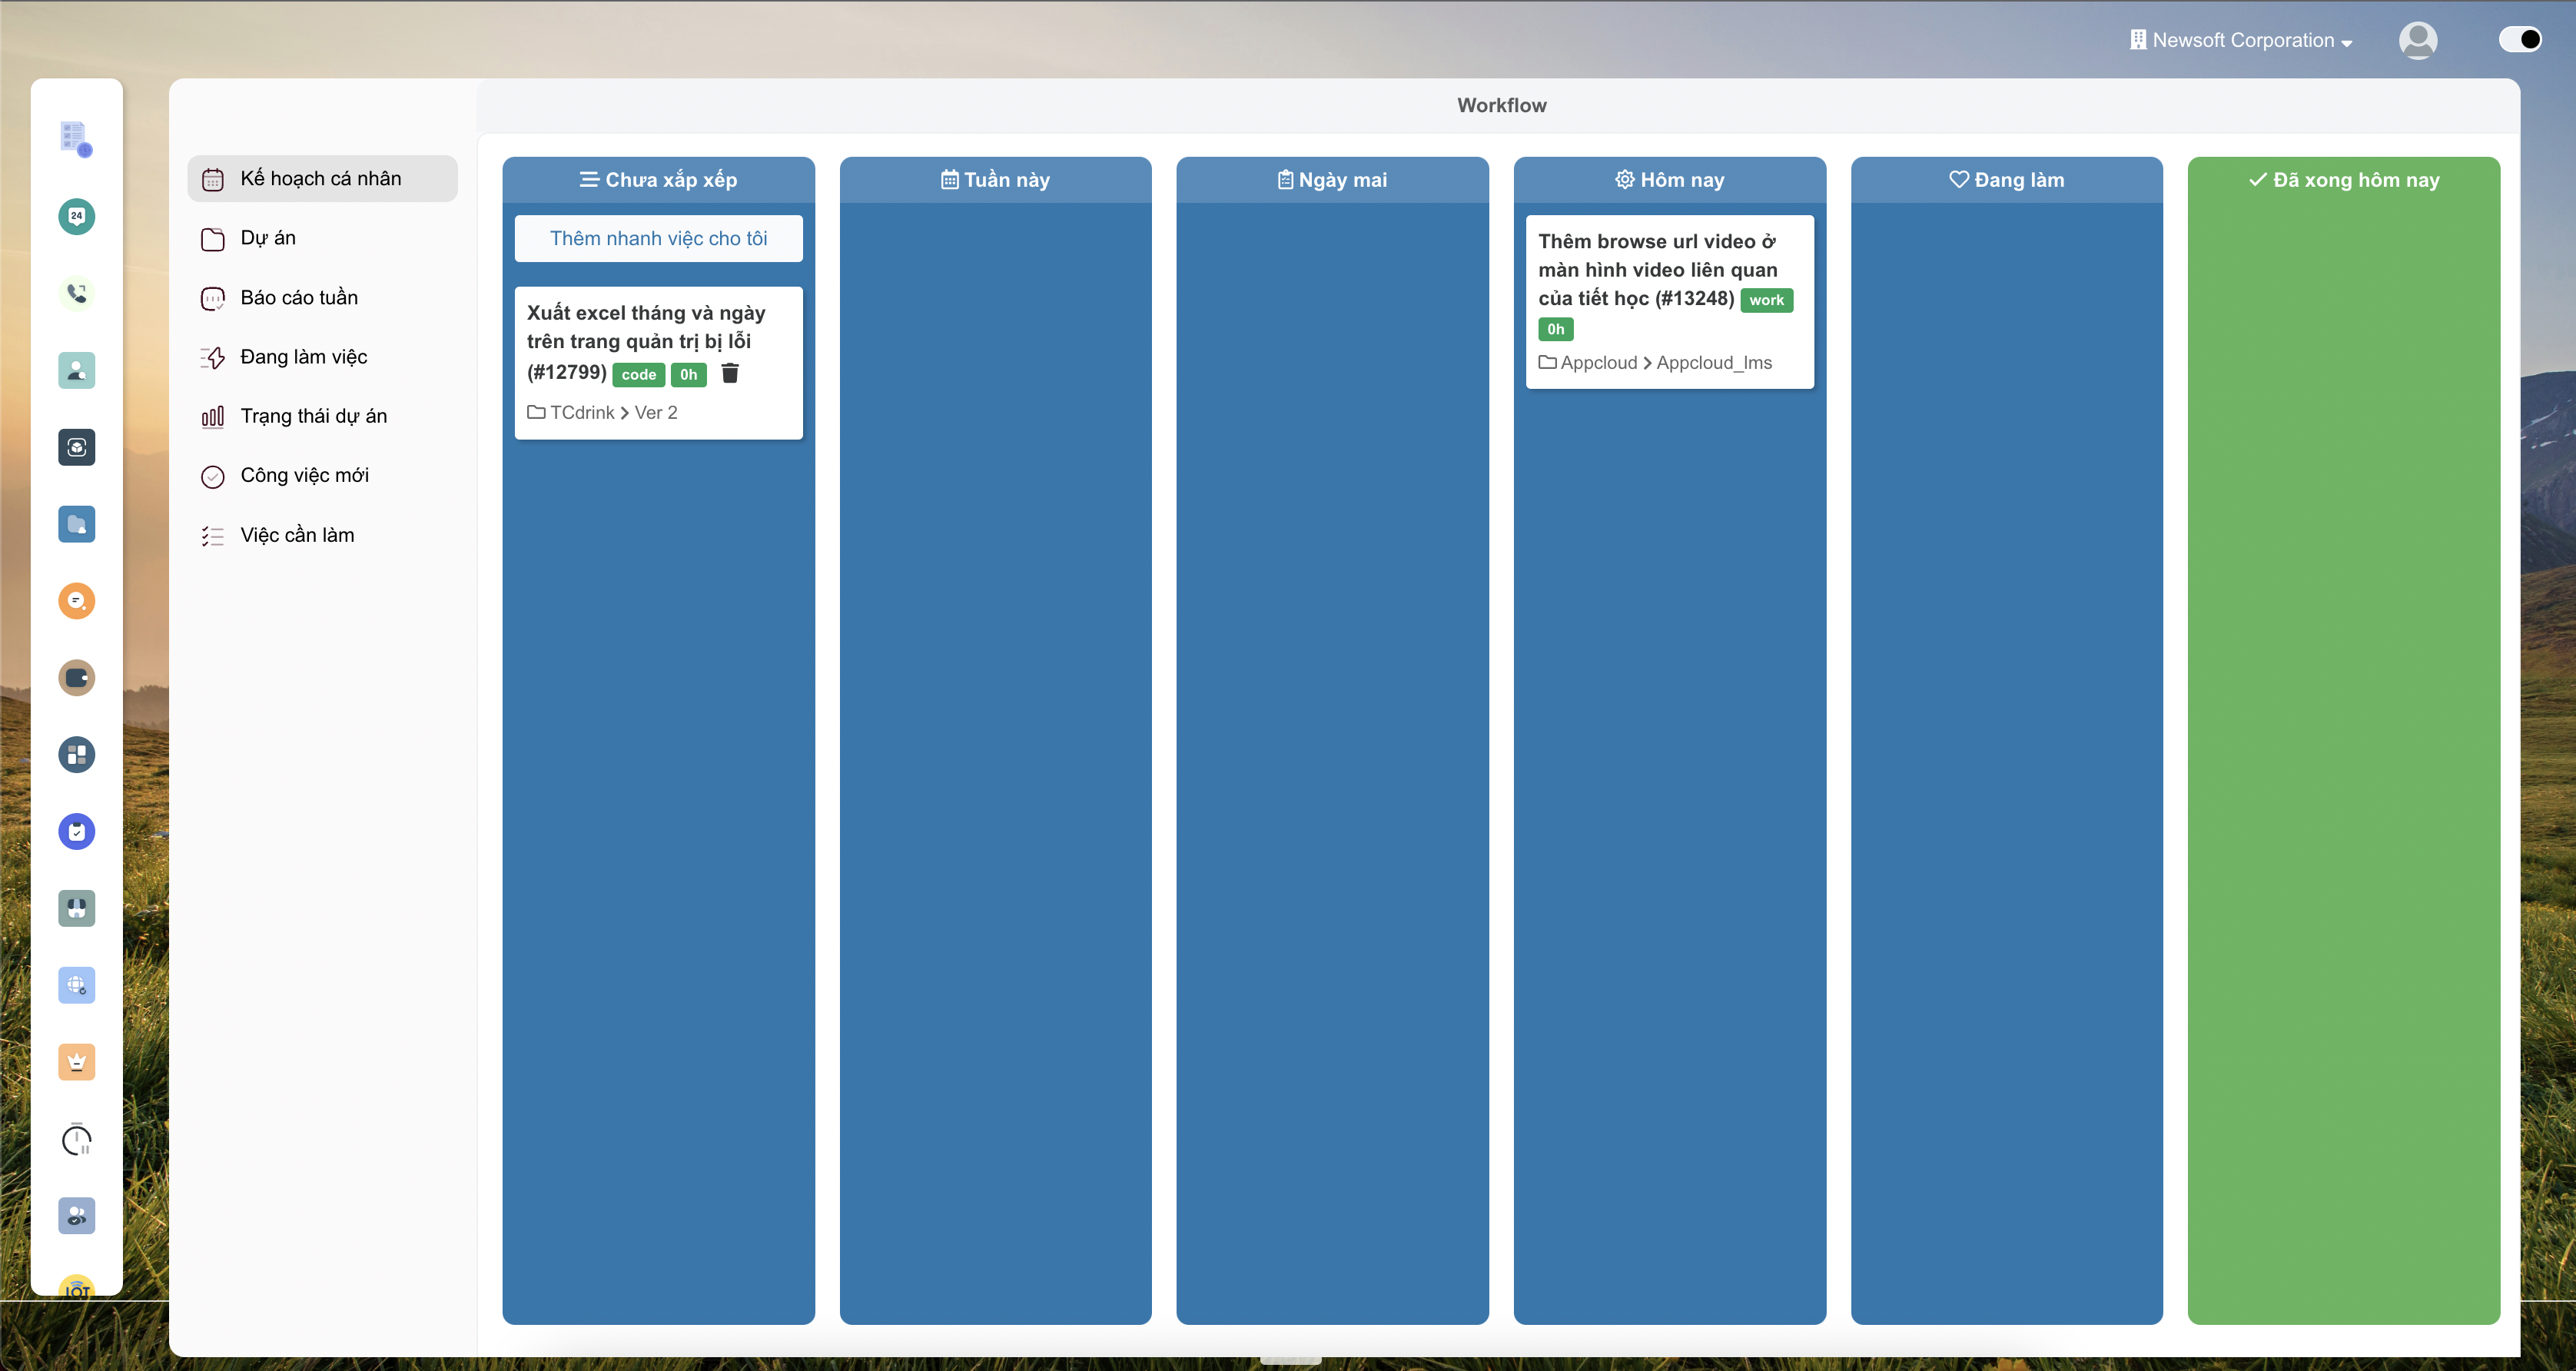 Newsoft Corporation
Workflow
24
Kế hoạch cá nhân
Dự án
Báo cáo tuần
Đang làm việc
Trạng thái dự án
Công việc mới
Việc cần làm
IOT
Chưa xắp xếp
Thêm nhanh việc cho tôi
Xuất excel tháng và ngày
trên trang quản trị bị lỗi
(#12799) code 0h
TCdrink > Ver 2
Tuần này
Ngày mai
Hôm nay
Thêm browse url video ở
màn hình video liên quan
của tiết học (#13248) work
0h
Appcloud > Appcloud_lms
Đang làm
Đã xong hôm nay